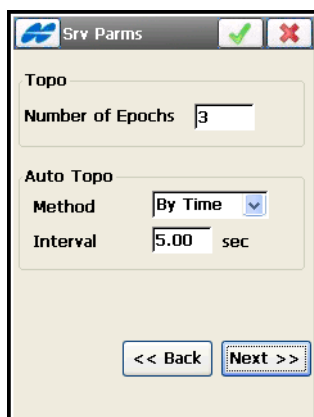 Srv Parms
Topo
Number of Epochs 3
Auto Topo
Method By Time
Interval 5.00 sec
<< Back Next >>